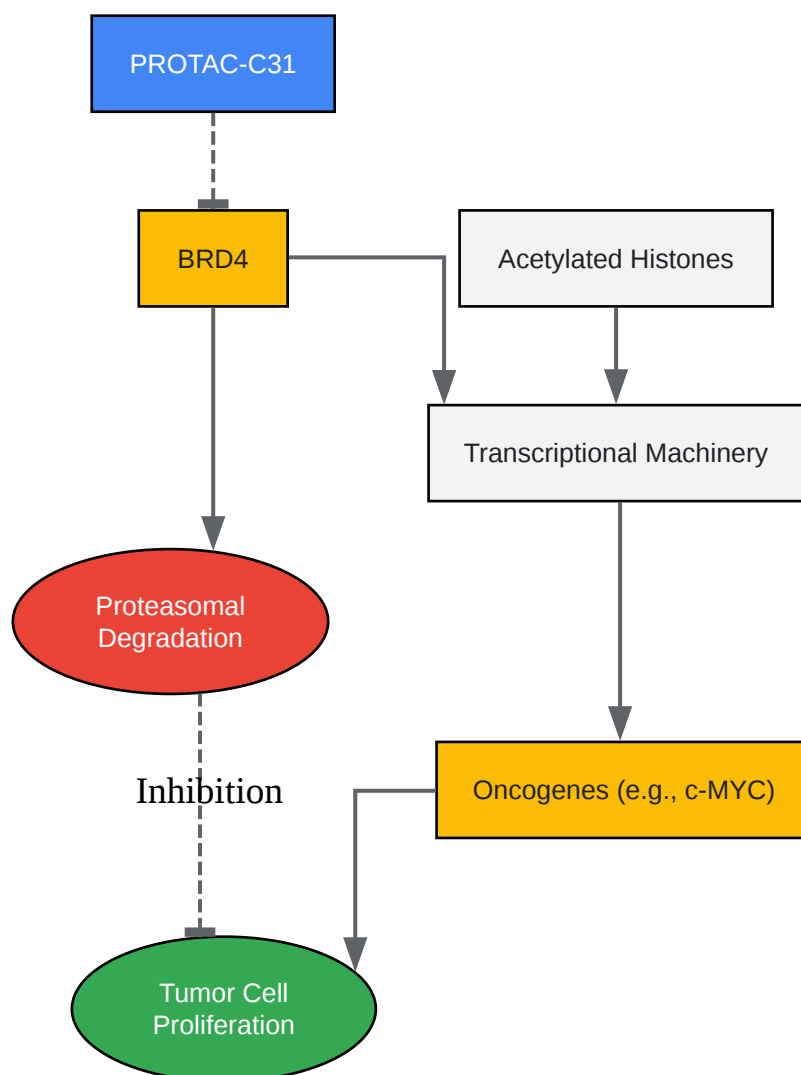 PROTAC-C31
BRD4
Acetylated Histones
Transcriptional Machinery
Proteasomal
Degradation
Inhibition
Oncogenes (e.g., c-MYC)
Tumor Cell
Proliferation